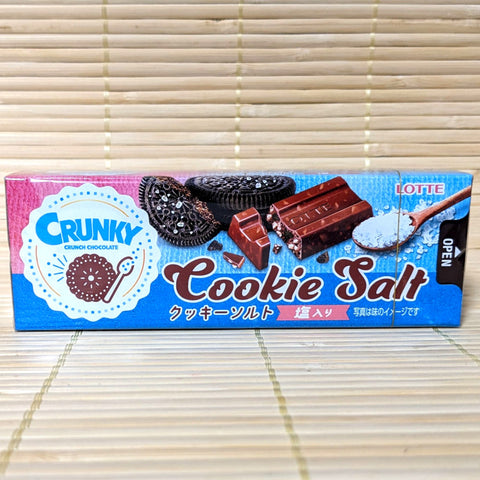 CRUNKY
CRUNCH CHOCOLATE
LOTTE
LOTTE
OPEN
Cookie Salt
クッキーソルト
塩入り
写真は味のイメージです